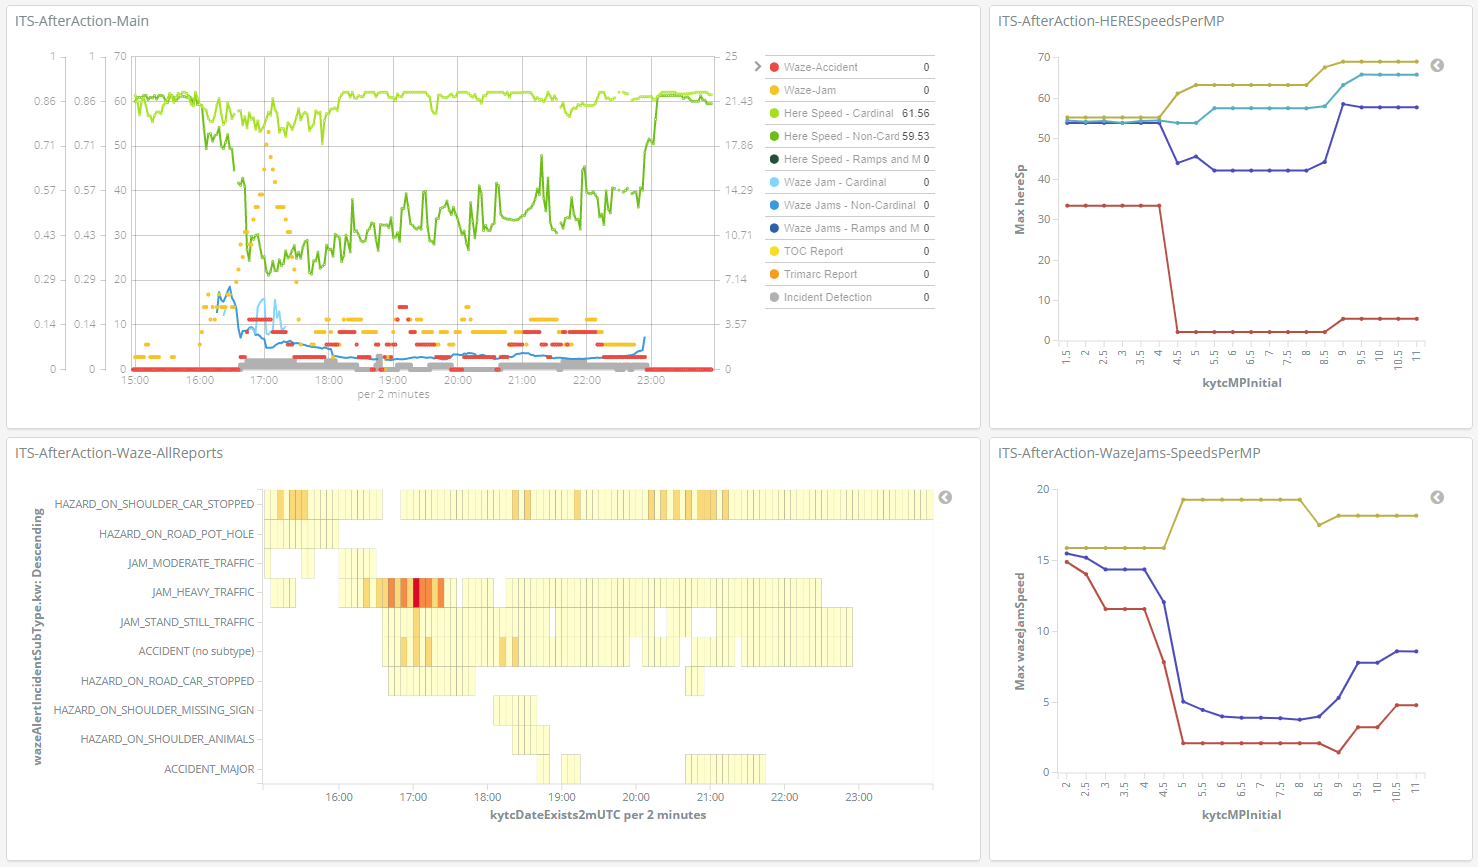 ITS-AfterAction-Main
1 1 70 25
0.86 0.86 60 21.43
0.71 0.71 50 17.86
0.57 0.57 40 14.29
0.43 0.43 30 10.71
0.29 0.29 20 7.14
0.14 0.14 10 3.57
0 0 0 0
15:00 16:00 17:00 18:00 19:00 20:00 21:00 22:00 23:00
per 2 minutes
Waze-Accident 0
Waze-Jam 0
Here Speed - Cardinal 61.56
Here Speed - Non-Card 59.53
Here Speed - Ramps and M 0
Waze Jam - Cardinal 0
Waze Jams - Non-Cardinal 0
Waze Jams - Ramps and M 0
TOC Report 0
Trimarc Report 0
Incident Detection 0
ITS-AfterAction-HERESpeedsPerMP
Max hereSp
70
60
50
40
30
20
10
0
1.5 2 2.5 3 3.5 4 4.5 5 5.5 6 6.5 7 7.5 8 8.5 9 9.5 10 10.5 11
kytcMPInitial
ITS-AfterAction-Waze-AllReports
wazeAlertIncidentSubType.kw: Descending
HAZARD_ON_SHOULDER_CAR_STOPPED
HAZARD_ON_ROAD_POT_HOLE
JAM_MODERATE_TRAFFIC
JAM_HEAVY_TRAFFIC
JAM_STAND_STILL_TRAFFIC
ACCIDENT (no subtype)
HAZARD_ON_ROAD_CAR_STOPPED
HAZARD_ON_SHOULDER_MISSING_SIGN
HAZARD_ON_SHOULDER_ANIMALS
ACCIDENT_MAJOR
16:00 17:00 18:00 19:00 20:00 21:00 22:00 23:00
kytcDateExists2mUTC per 2 minutes
ITS-AfterAction-WazeJams-SpeedsPerMP
Max wazeJamSpeed
20
15
10
5
0
2 2.5 3 3.5 4 4.5 5 5.5 6 6.5 7 7.5 8 8.5 9 9.5 10 10.5 11
kytcMPInitial